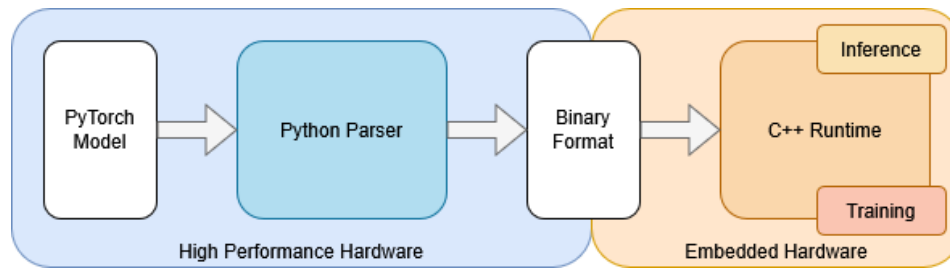 PyTorch
Model
Python Parser
Binary
Format
Inference
C++ Runtime
Training
High Performance Hardware
Embedded Hardware